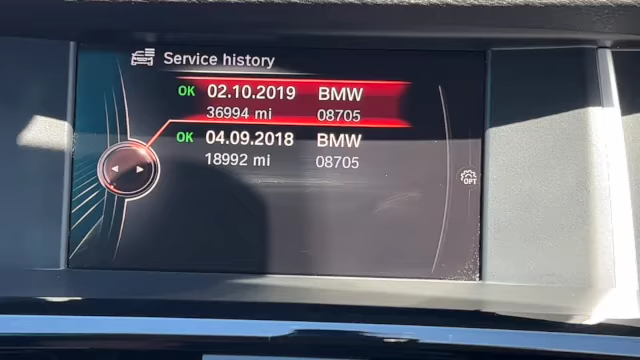 Service history
OK 02.10.2019 BMW
36994 mi 08705
OK 04.09.2018 BMW
18992 mi 08705
OPT